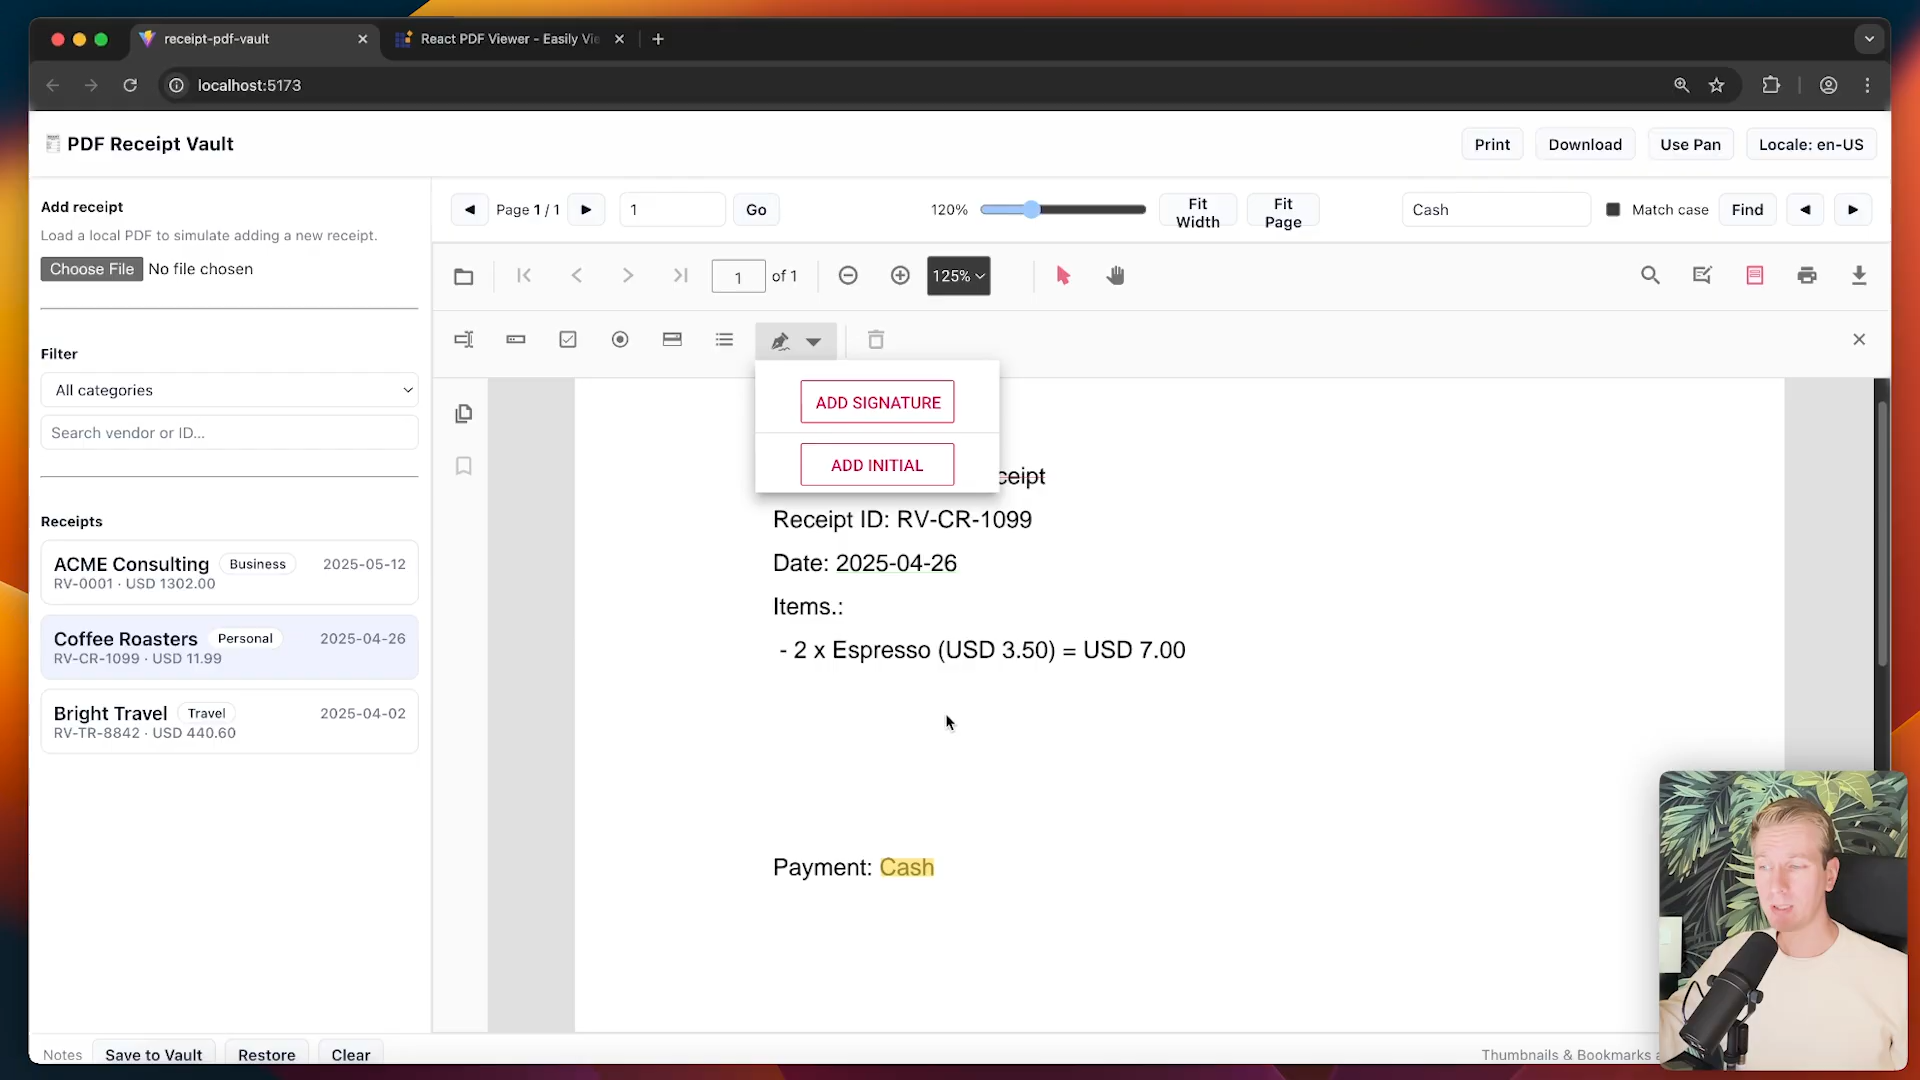 receipt-pdf-vault
React PDF Viewer - Easily Vie
localhost:5173
PDF Receipt Vault
Print
Download
Use Pan
Locale: en-US
Add receipt
Load a local PDF to simulate adding a new receipt.
Choose File No file chosen
Filter
All categories
Search vendor or ID...
Receipts
ACME Consulting Business 2025-05-12
RV-0001 · USD 1302.00
Coffee Roasters Personal 2025-04-26
RV-CR-1099 · USD 11.99
Bright Travel Travel 2025-04-02
RV-TR-8842 · USD 440.60
Notes
Save to Vault
Restore
Clear
Page 1 / 1
1
Go
120%
Fit Width
Fit Page
Cash
Match case
Find
1 of 1
125%
ADD SIGNATURE
ADD INITIAL
ceipt
Receipt ID: RV-CR-1099
Date: 2025-04-26
Items.:
- 2 x Espresso (USD 3.50) = USD 7.00
Payment: Cash
Thumbnails & Bookmarks